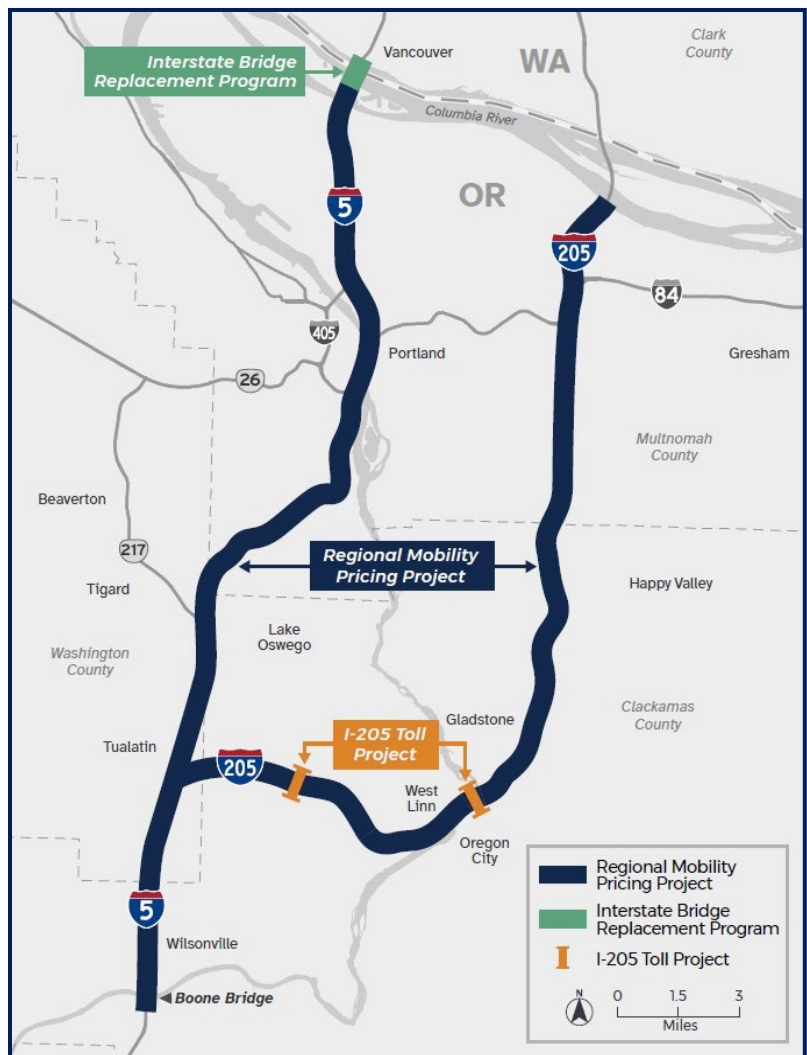 Interstate Bridge
Replacement Program
Vancouver
WA
Clark
County
Columbia River
OR
5
205
84
405
Portland
Gresham
26
Multnomah
County
Beaverton
217
Regional Mobility
Pricing Project
Tigard
Happy Valley
Lake
Oswego
Washington
County
Clackamas
County
Gladstone
I-205 Toll
Project
Tualatin
205
West
Linn
Oregon
City
5
Wilsonville
Boone Bridge
Regional Mobility
Pricing Project
Interstate Bridge
Replacement Program
I-205 Toll Project
N
0 1.5 3
Miles